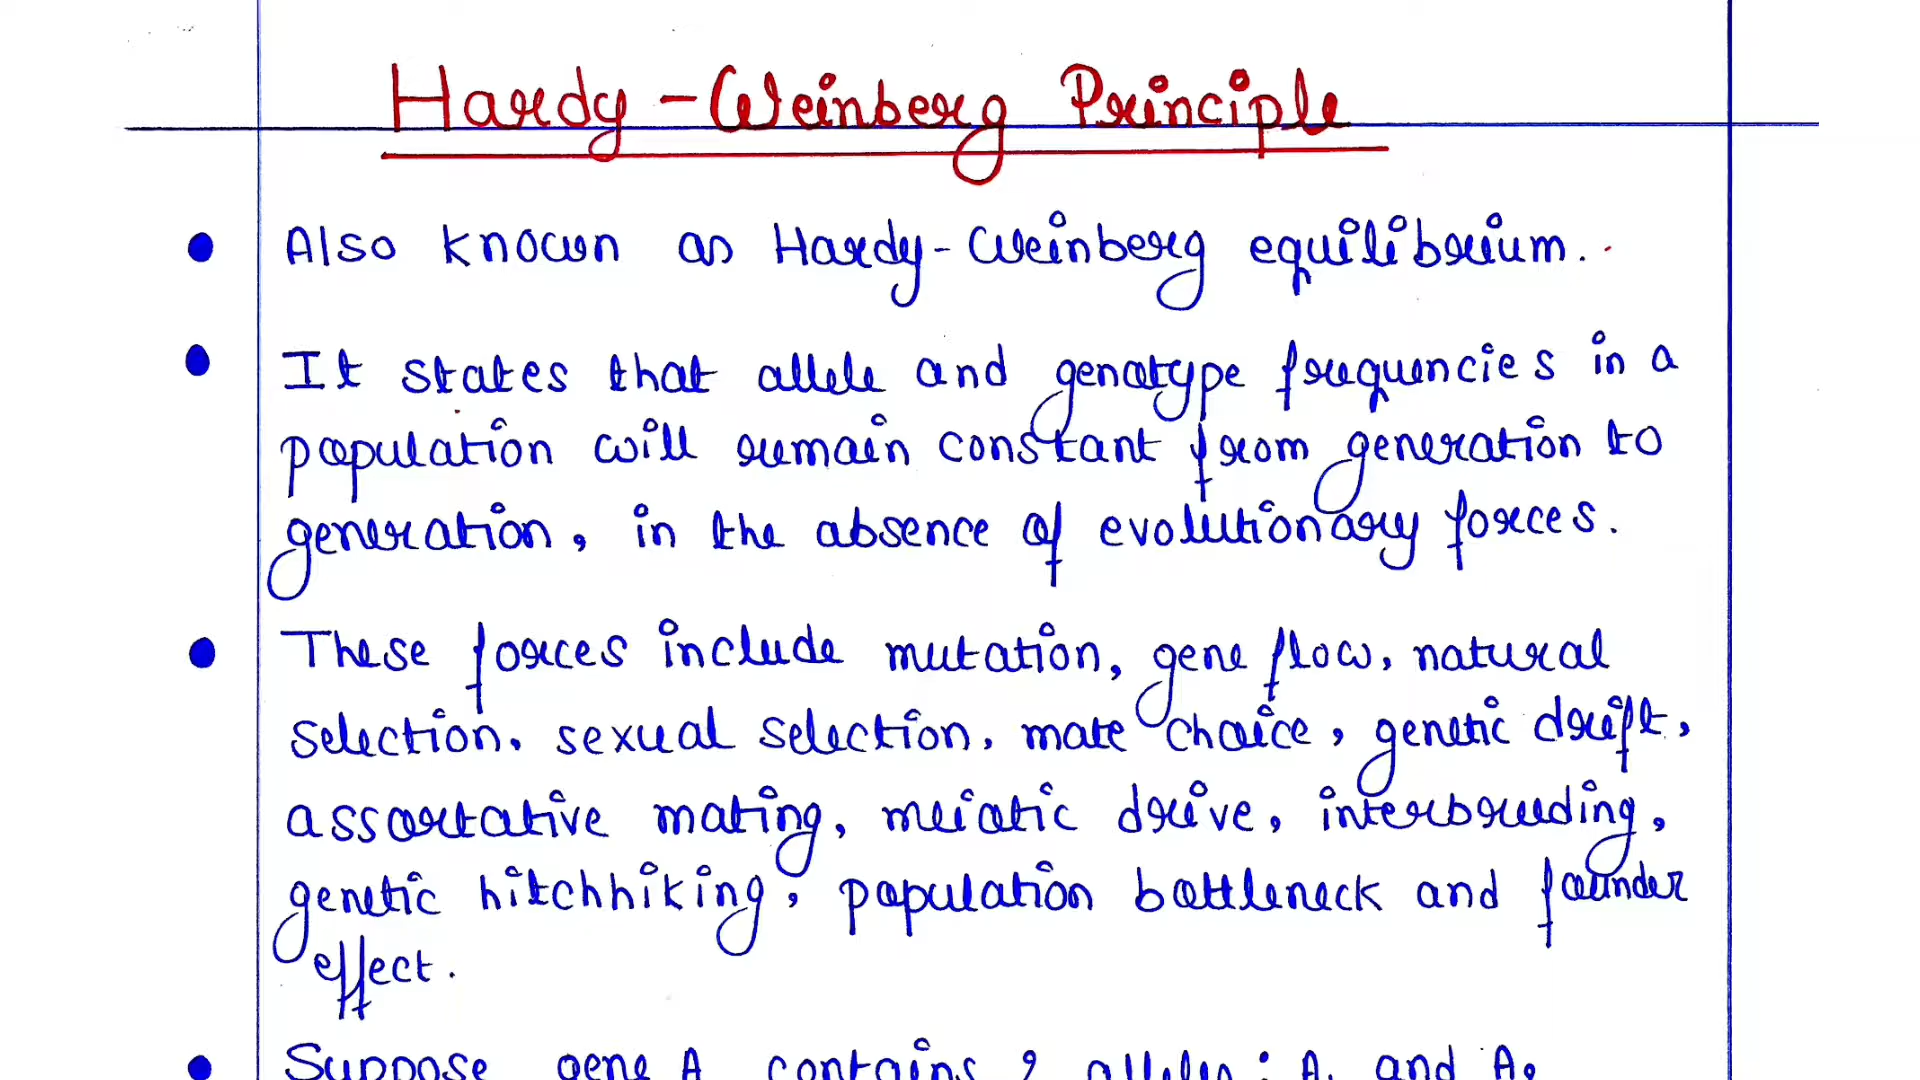 Hardy-Weinberg Principle
• Also known as Hardy-Weinberg equilibrium.
• It states that allele and genotype frequencies in a
population will remain constant from generation to
generation, in the absence of evolutionary forces.
• These forces include mutation, gene flow, natural
selection, sexual selection, mate choice, genetic drift,
assortative mating, meiotic drive, interbreeding,
genetic hitchhiking, population bottleneck and founder
effect.
• Suppose gene A contains 2 alleles: A₁ and A₂